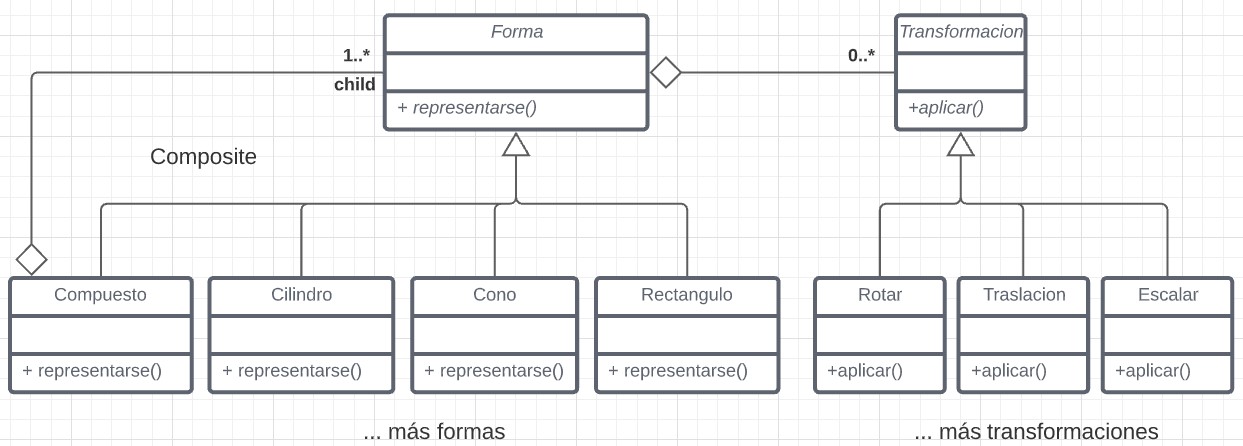 Forma
Transformacion
1..*
0..*
child
+ representarse()
+aplicar()
Composite
Compuesto
Cilindro
Cono
Rectangulo
Rotar
Traslacion
Escalar
+ representarse()
+ representarse()
+ representarse()
+ representarse()
+aplicar()
+aplicar()
+aplicar()
... más formas
... más transformaciones